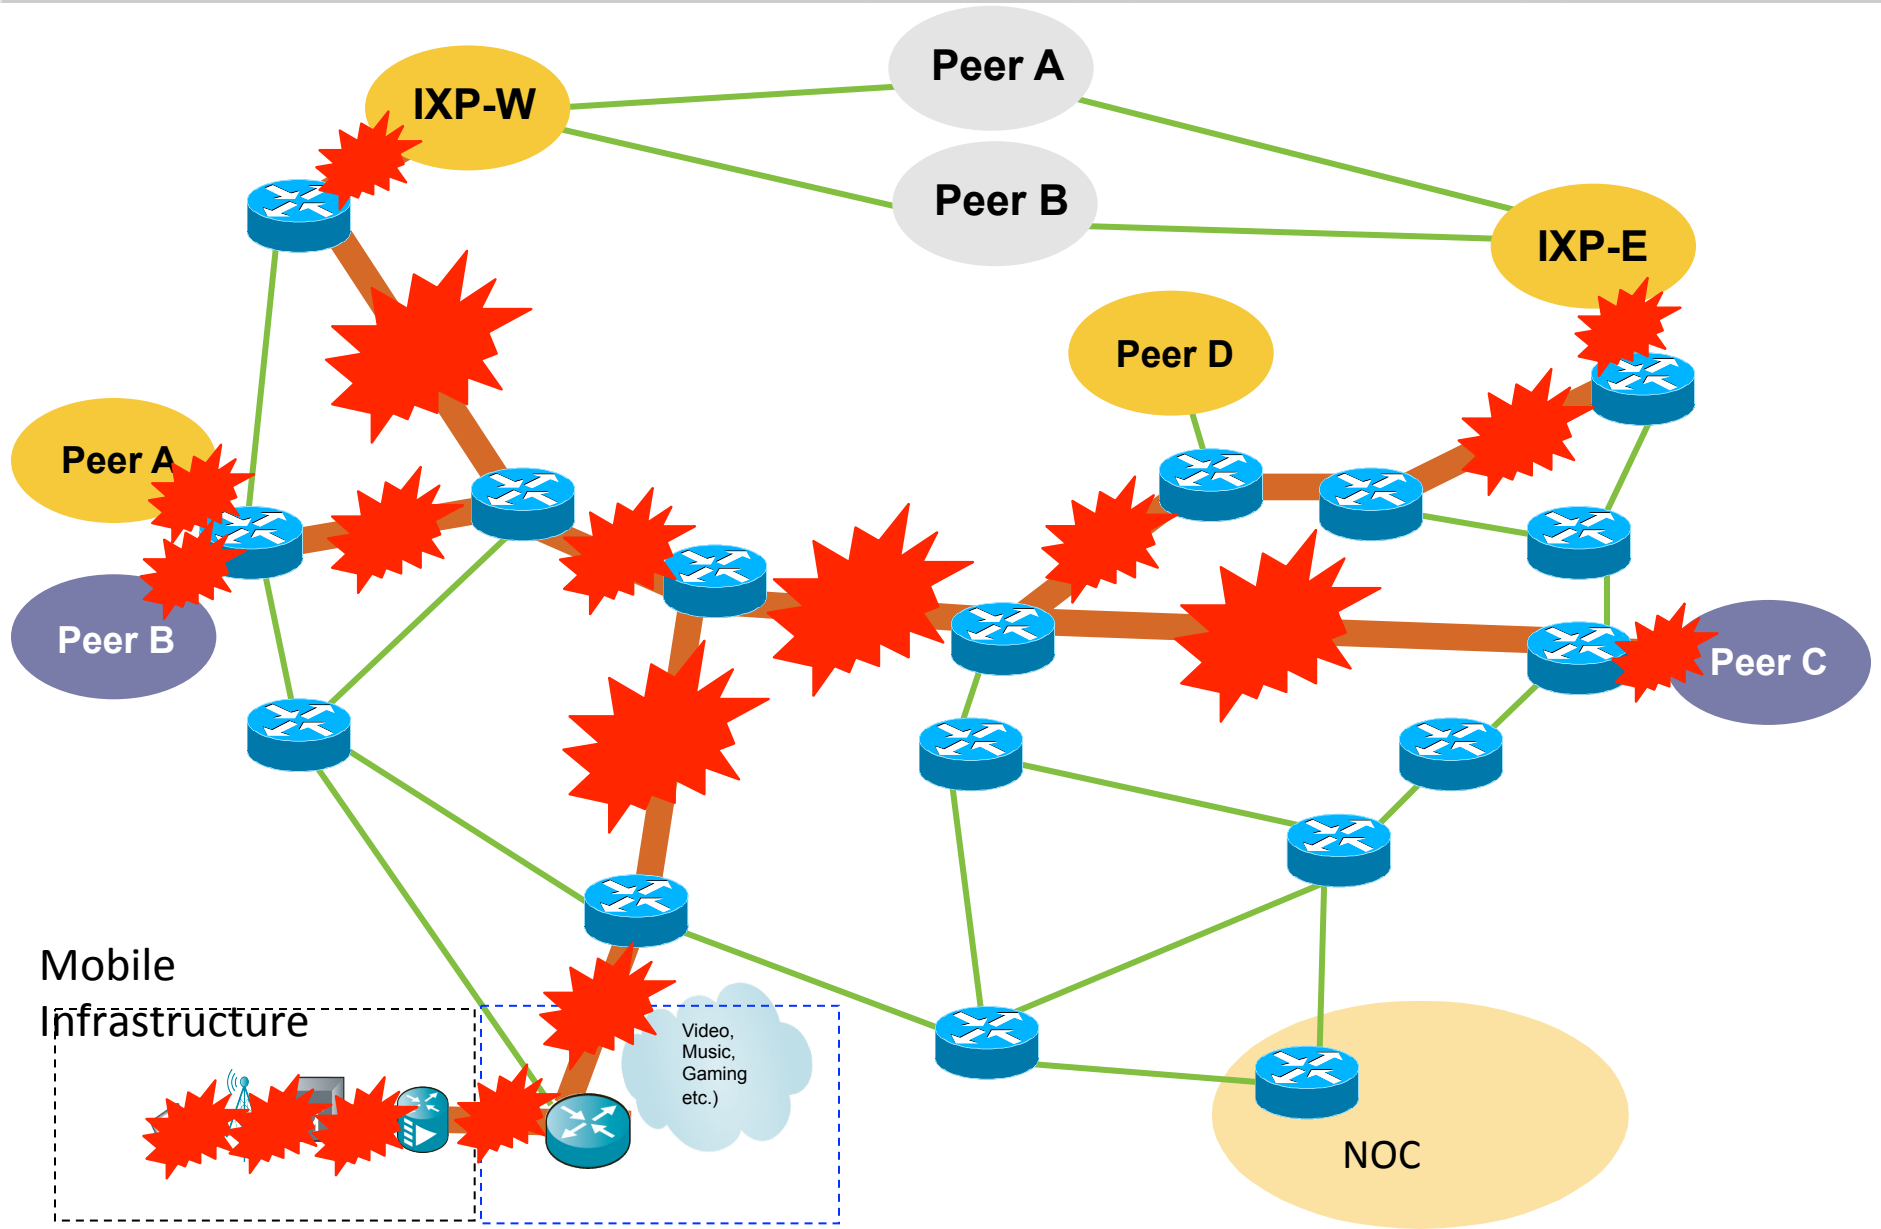 Peer A
IXP-W
Peer B
IXP-E
Peer D
Peer A
Peer B
Peer C
Mobile
Infrastructure
Video,
Music,
Gaming
etc.)
NOC